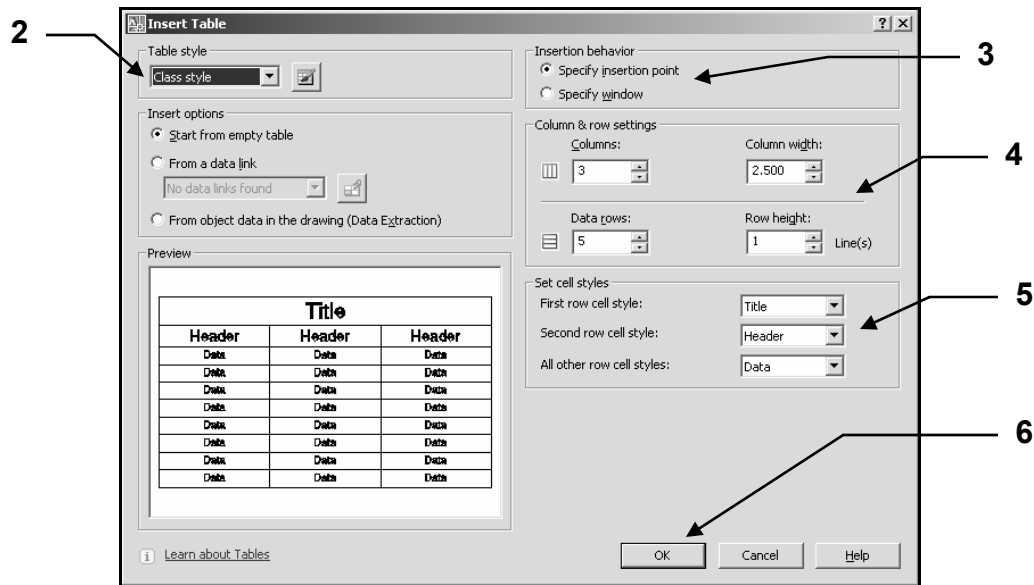 Insert Table
2
Table style
Class style
Insert options
Start from empty table
From a data link
No data links found
From object data in the drawing (Data Extraction)
Preview
Title
Header Header Header
Data Data Data
Data Data Data
Data Data Data
Data Data Data
Data Data Data
Data Data Data
Data Data Data
Data Data Data
Learn about Tables
Insertion behavior
Specify insertion point
Specify window
3
Column & row settings
Columns: Column width:
3 2.500
4
Data rows: Row height:
5 1 Line(s)
Set cell styles
First row cell style: Title
Second row cell style: Header
All other row cell styles: Data
5
6
OK Cancel Help